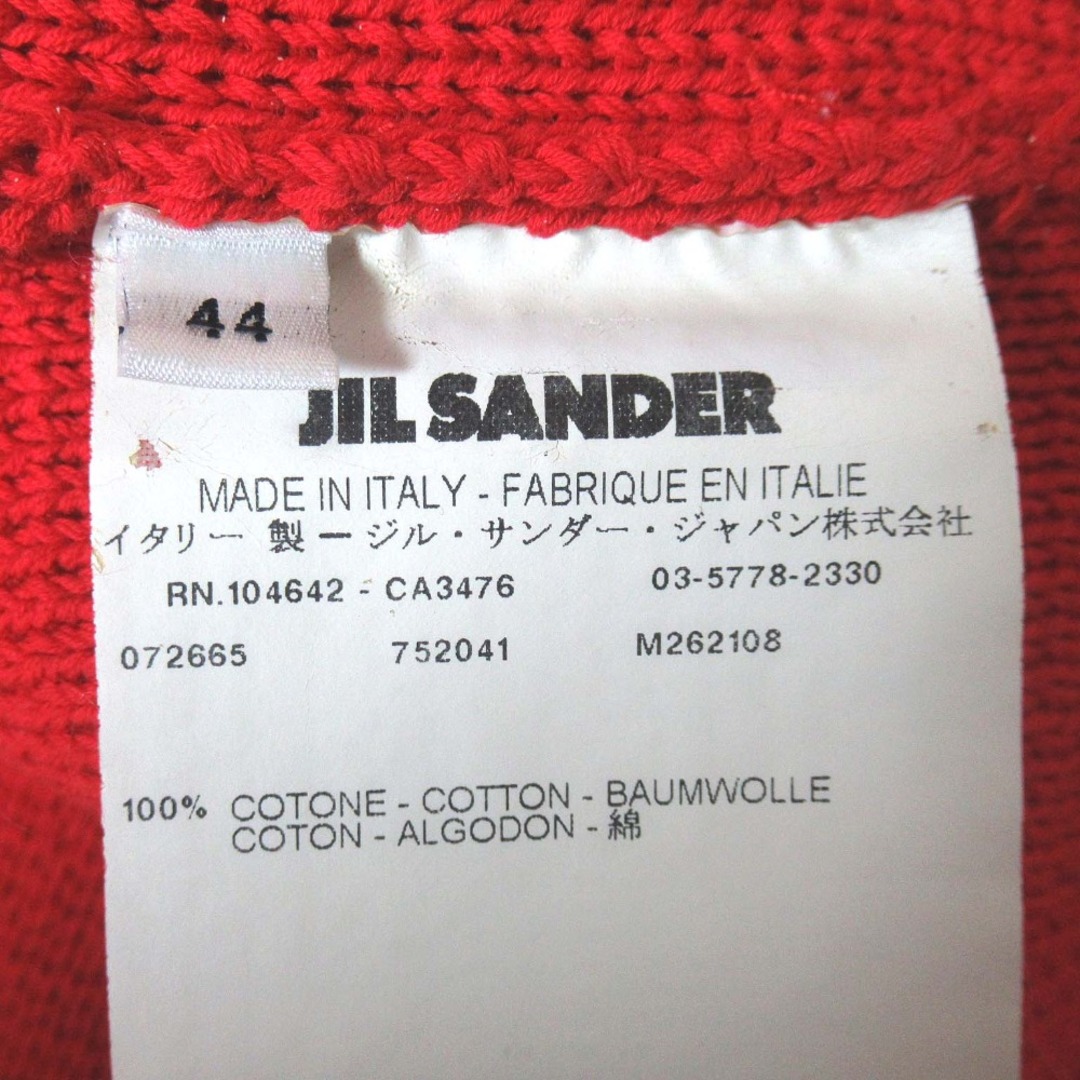 44
JIL SANDER
MADE IN ITALY - FABRIQUE EN ITALIE
イタリー 製 ー ジル・サンダー・ジャパン株式会社
RN.104642 - CA3476 03-5778-2330
072665 752041 M262108
100% COTONE - COTTON - BAUMWOLLE
COTON - ALGODON - 綿